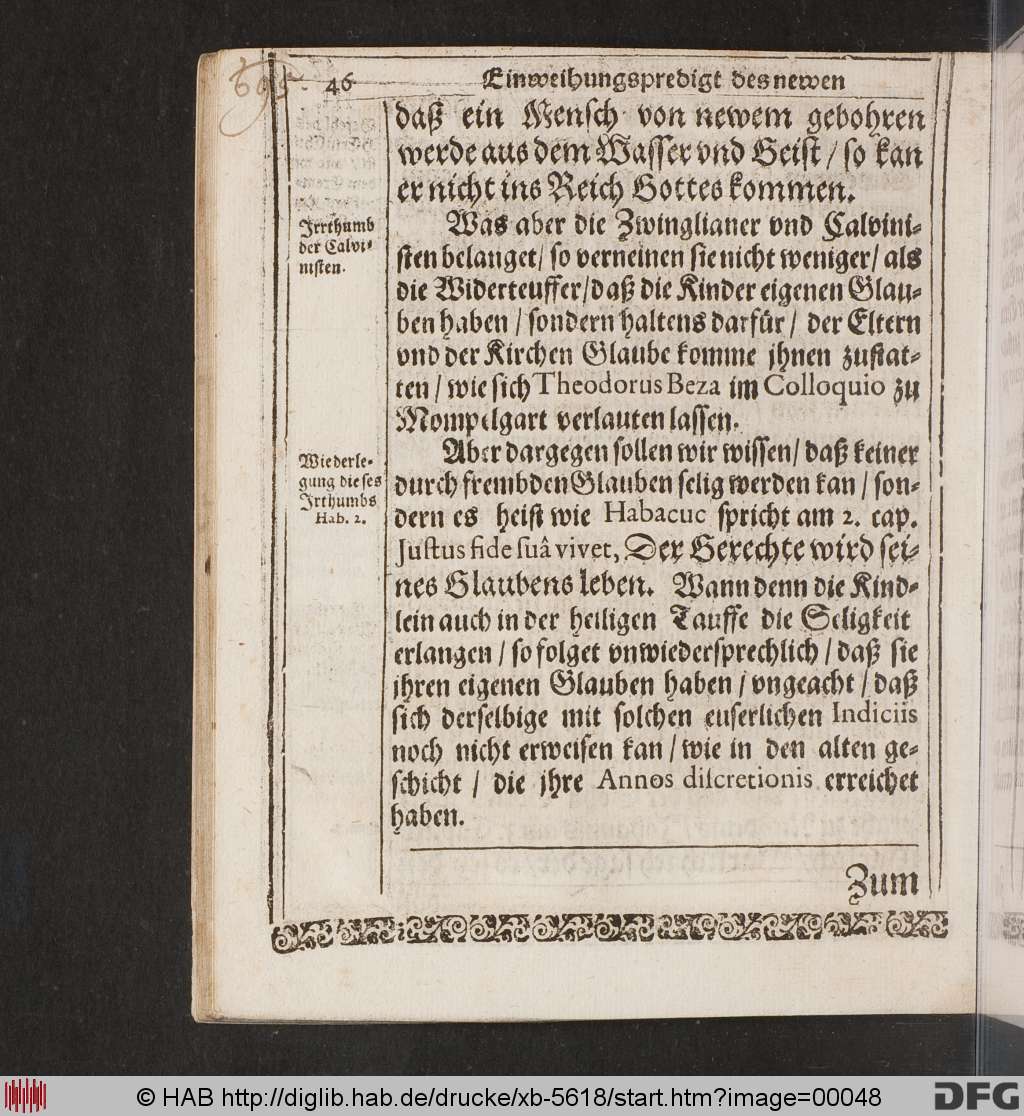 695.
46 Einweihungspredigt des newen
daß ein Mensch von newem gebohren
werde aus dem Wasser vnd Geist / so kan
er nicht ins Reich Gottes kommen.
Irrthumb
der Calvi-
nisten.
Was aber die Zwinglianer vnd Calvini-
sten belanget / so verneinen sie nicht weniger / als
die Widerteuffer / daß die Kinder eigenen Glau-
ben haben / sondern haltens darfür / der Eltern
vnd der Kirchen Glaube komme jhnen zustat-
ten / wie sich Theodorus Beza im Colloquio zu
Mompelgart verlauten lassen.
Wiederle-
gung dieses
Irthumbs
Hab. 2.
Aber dargegen sollen wir wissen / daß keiner
durch frembden Glauben selig werden kan / son-
dern es heist wie Habacuc spricht am 2. cap.
Justus fide suâ vivet, Der Gerechte wird sei-
nes Glaubens leben. Wann denn die Kind-
lein auch in der heiligen Tauffe die Seligkeit
erlangen / so folget vnwiedersprechlich / daß sie
jhren eigenen Glauben haben / vngeacht / daß
sich derselbige mit solchen euserlichen Indiciis
noch nicht erweisen kan / wie in den alten ge-
schicht / die jhre Annos discretionis erreichet
haben.
Zum
© HAB http://diglib.hab.de/drucke/xb-5618/start.htm?image=00048
DFG